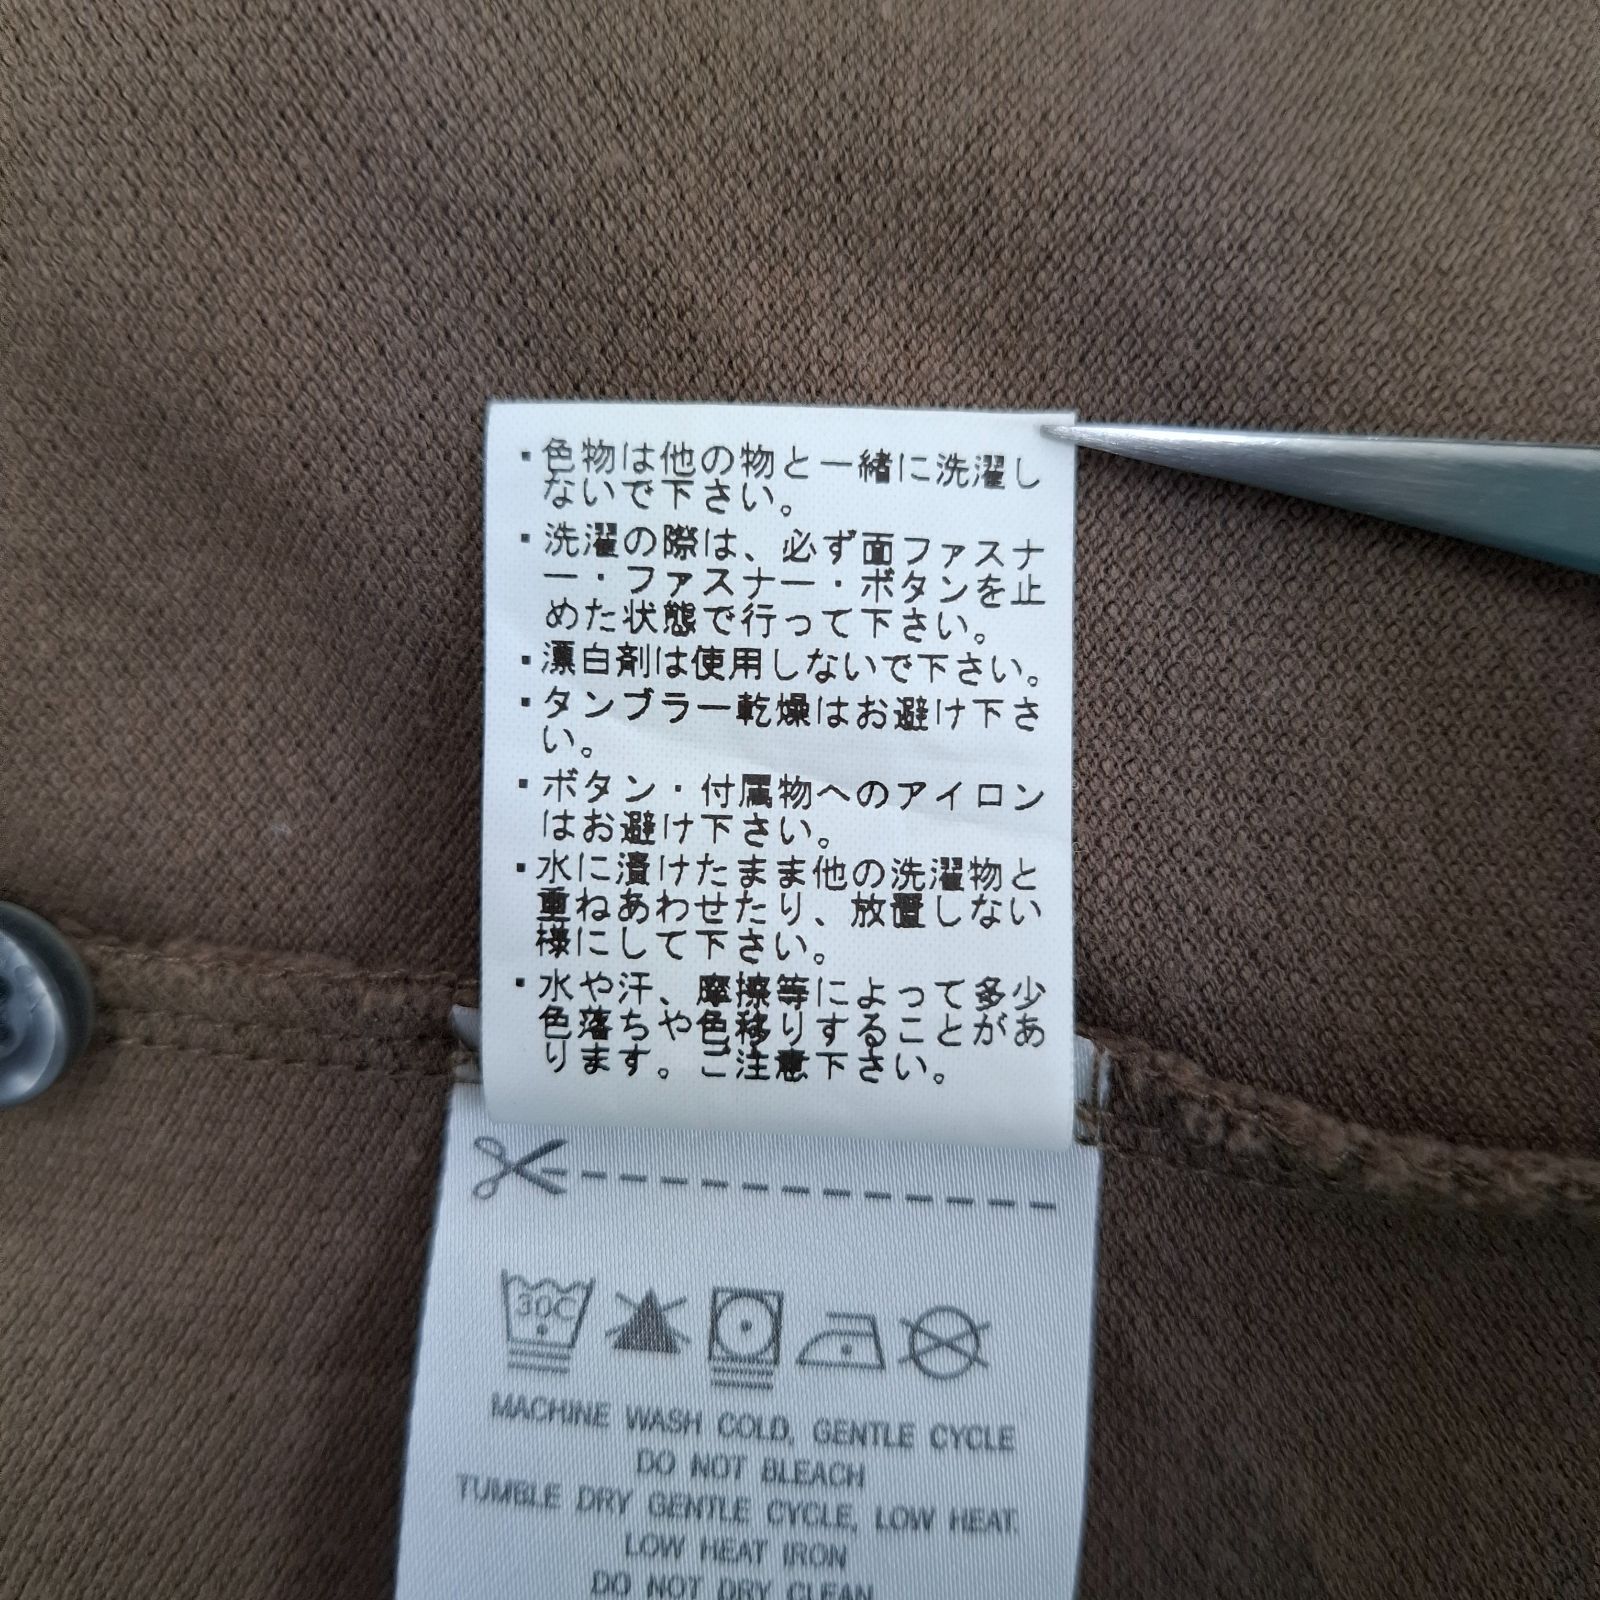 ・色物は他の物と一緒に洗濯し
ないで下さい。
・洗濯の際は、必ず面ファスナ
ー・ファスナー・ボタンを止
めた状態で行って下さい。
・漂白剤は使用しないで下さい。
・タンブラー乾燥はお避け下さ
い。
・ボタン・付属物へのアイロン
はお避け下さい。
・水に漬けたまま他の洗濯物と
重ねあわせたり、放置しない
様にして下さい。
・水や汗、摩擦等によって多少
色落ちや色移りすることがあ
ります。ご注意下さい。
30C
MACHINE WASH COLD, GENTLE CYCLE
DO NOT BLEACH
TUMBLE DRY GENTLE CYCLE, LOW HEAT.
LOW HEAT IRON
DO NOT DRY CLEAN